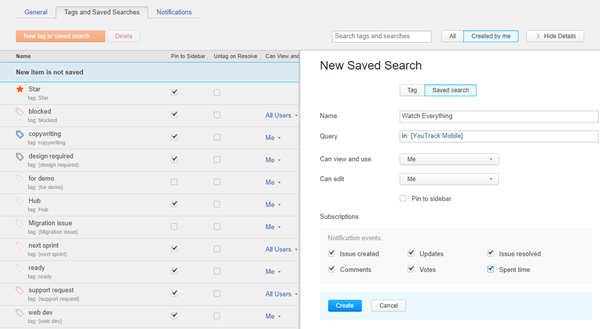 General Tags and Saved Searches Notifications
New tag or saved search... Delete Search tags and searches All Created by me > Hide Details
Name Pin to Sidebar Untag on Resolve Can View and
New item is not saved
Star
tag: Star
blocked All Users
tag: blocked
copywriting Me
tag: copywriting
design required Me
tag: {design required}
for demo Me
tag: {for demo}
Hub Me
tag: Hub
Migration issue Me
tag: {Migration issue}
next sprint All Users
tag: {next sprint}
ready Me
tag: ready
support request All Users
tag: {support request}
web dev Me
tag: {web dev}
New Saved Search
Tag Saved search
Name Watch Everything
Query in: {YouTrack Mobile}
Can view and use Me
Can edit Me
Pin to sidebar
Subscriptions
Notification events:
Issue created Updates Issue resolved
Comments Votes Spent time
Create Cancel